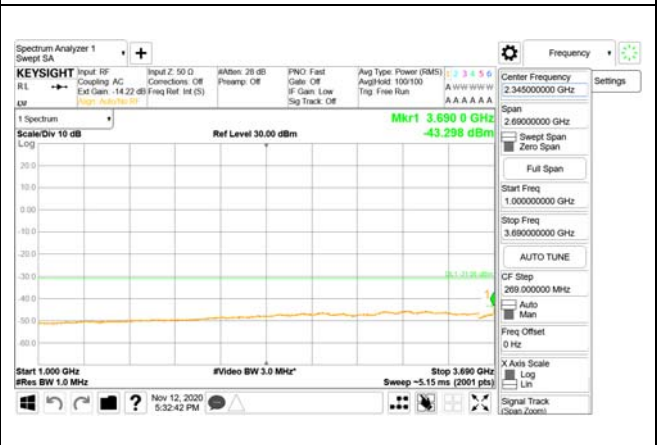 Spectrum Analyzer 1
Swept SA
Frequency
KEYSIGHT
RL
Input: RF
Coupling: AC
Ext Gain: -14.22 dB
Align: Auto/No RF
Input Z: 50 Ω
Corrections: Off
Freq Ref: Int (S)
#Atten: 28 dB
Preamp: Off
PNO: Fast
Gate: Off
IF Gain: Low
Sig Track: Off
Avg Type: Power (RMS)
Avg|Hold: 100/100
Trig: Free Run
1 2 3 4 5 6
A W W W W W
A A A A A A
1 Spectrum
Scale/Div 10 dB
Ref Level 30.00 dBm
Mkr1 3.690 0 GHz
-43.298 dBm
Log
20.0
10.0
0.00
-10.0
-20.0
-30.0
-40.0
-50.0
-60.0
1
Start 1.000 GHz
#Res BW 1.0 MHz
#Video BW 3.0 MHz*
Stop 3.690 GHz
Sweep ~5.15 ms (2001 pts)
Nov 12, 2020
5:32:42 PM
Settings
Center Frequency
2.345000000 GHz
Span
2.69000000 GHz
Swept Span
Zero Span
Full Span
Start Freq
1.000000000 GHz
Stop Freq
3.690000000 GHz
AUTO TUNE
CF Step
269.000000 MHz
Auto
Man
Freq Offset
0 Hz
X Axis Scale
Log
Lin
Signal Track
(Span Zoom)